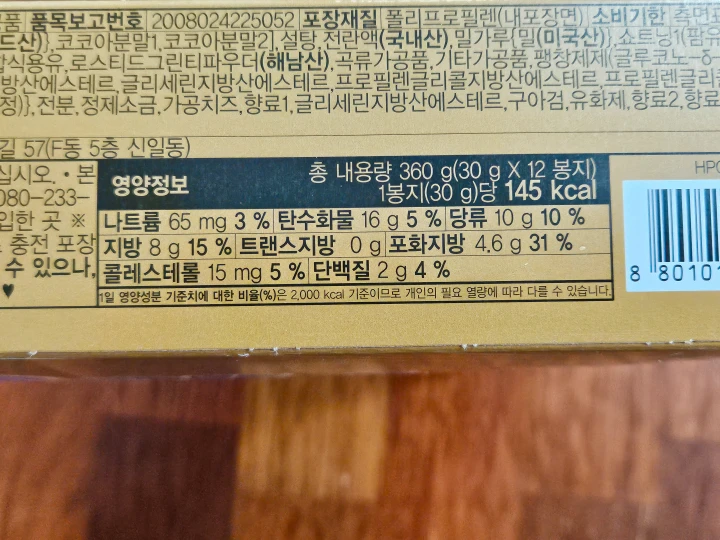 품 품목보고번호 2008024225052 포장재질 폴리프로필렌(내포장면) 소비기한 측면
드산)},코코아분말1,코코아분말2],설탕,전란액(국내산),밀가루{밀(미국산)},쇼트닝1(팜유
합식용유,로스티드그린티파우더(해남산),곡류가공품,기타가공품,팽창제제(글루코노-δ-
방산에스테르,글리세린지방산에스테르,프로필렌글리콜지방산에스테르,프로필렌글리
정)},전분,정제소금,가공치즈,향료1,글리세린지방산에스테르,구아검,유화제,향료2,향료
길 57(F동 5층 신일동)
십시오. • 본
080-233-
입한 곳 ※
충전 포장
수 있으나,
♥
영양정보
총 내용량 360 g(30 g X 12 봉지)
1봉지(30 g)당 145 kcal
나트륨 65 mg 3 % 탄수화물 16 g 5 % 당류 10 g 10 %
지방 8 g 15 % 트랜스지방 0 g 포화지방 4.6 g 31 %
콜레스테롤 15 mg 5 % 단백질 2 g 4 %
1일 영양성분 기준치에 대한 비율(%)은 2,000 kcal 기준이므로 개인의 필요 열량에 따라 다를 수 있습니다.
HPC
8 80101